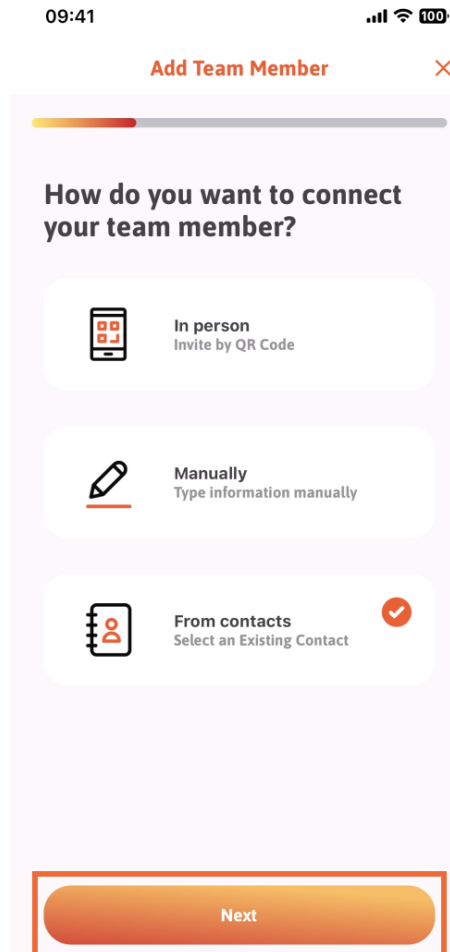 09:41
100
Add Team Member
How do you want to connect
your team member?
In person
Invite by QR Code
Manually
Type information manually
From contacts
Select an Existing Contact
Next